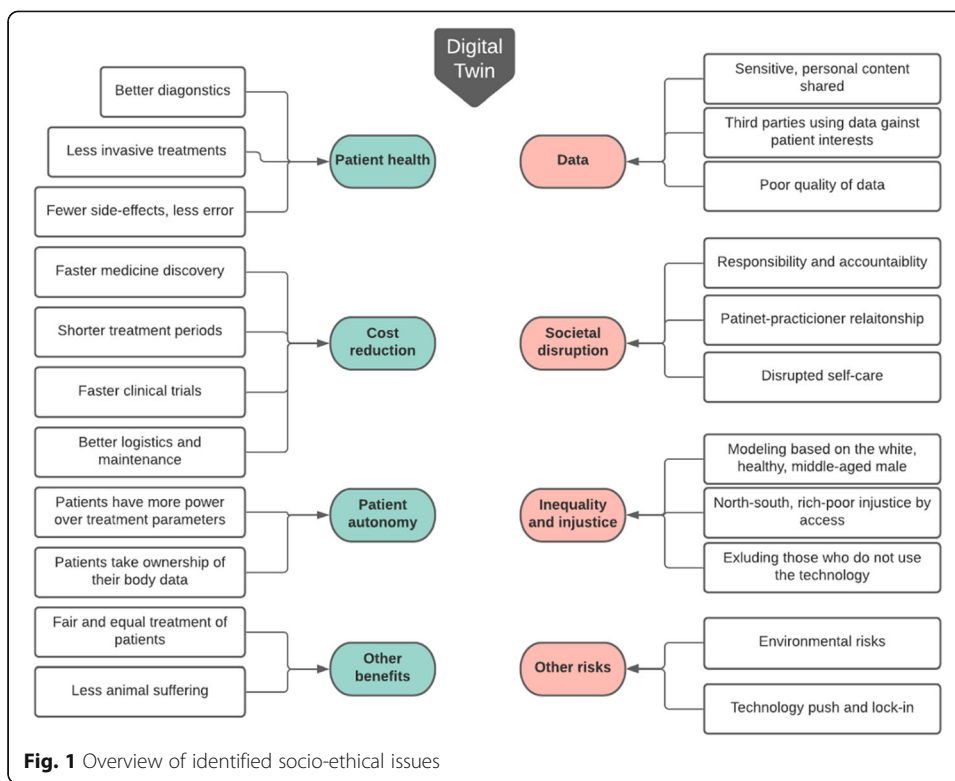 Digital
Twin
Better diagonstics
Less invasive treatments
Fewer side-effects, less error
Patient health
Faster medicine discovery
Shorter treatment periods
Faster clinical trials
Better logistics and
maintenance
Cost
reduction
Patients have more power
over treatment parameters
Patients take ownership of
their body data
Patient
autonomy
Fair and equal treatment of
patients
Less animal suffering
Other
benefits
Sensitive, personal content
shared
Third parties using data gainst
patient interests
Poor quality of data
Data
Responsibility and accountaiblity
Patinet-practicioner relaitonship
Disrupted self-care
Societal
disruption
Modeling based on the white,
healthy, middle-aged male
North-south, rich-poor injustice by
access
Exluding those who do not use
the technology
Inequality
and injustice
Environmental risks
Technology push and lock-in
Other risks
Fig. 1 Overview of identified socio-ethical issues